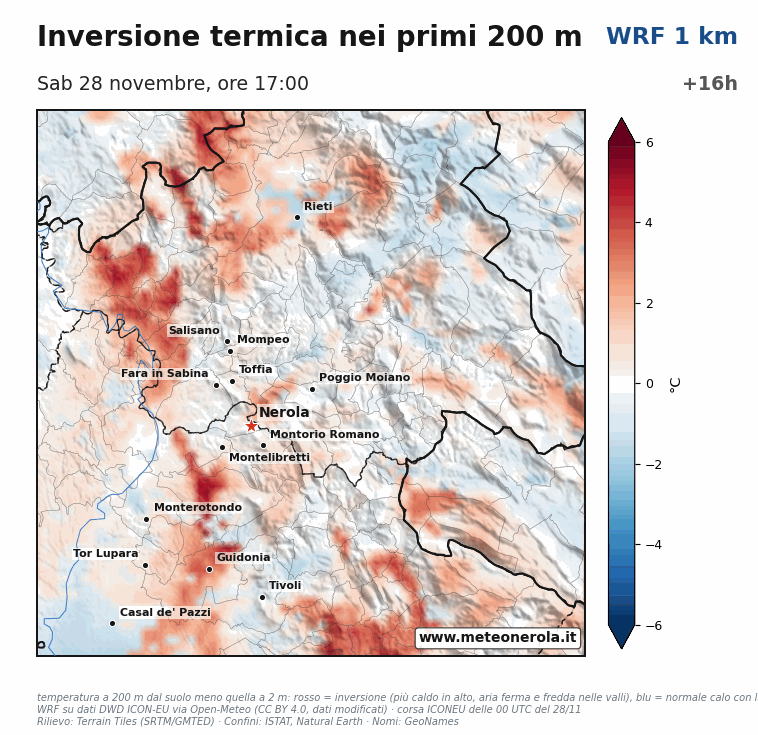 Inversione termica nei primi 200 m
WRF 1 km
Sab 28 novembre, ore 17:00
+16h
Rieti
Salisano
Mompeo
Toffia
Fara in Sabina
Poggio Moiano
Nerola
Montorio Romano
Montelibretti
Monterotondo
Tor Lupara
Guidonia
Tivoli
Casal de' Pazzi
www.meteonerola.it
6
4
2
0
−2
−4
−6
°C
temperatura a 200 m dal suolo meno quella a 2 m: rosso = inversione (più caldo in alto, aria ferma e fredda nelle valli), blu = normale calo con l
WRF su dati DWD ICON-EU via Open-Meteo (CC BY 4.0, dati modificati) · corsa ICONEU delle 00 UTC del 28/11
Rilievo: Terrain Tiles (SRTM/GMTED) · Confini: ISTAT, Natural Earth · Nomi: GeoNames